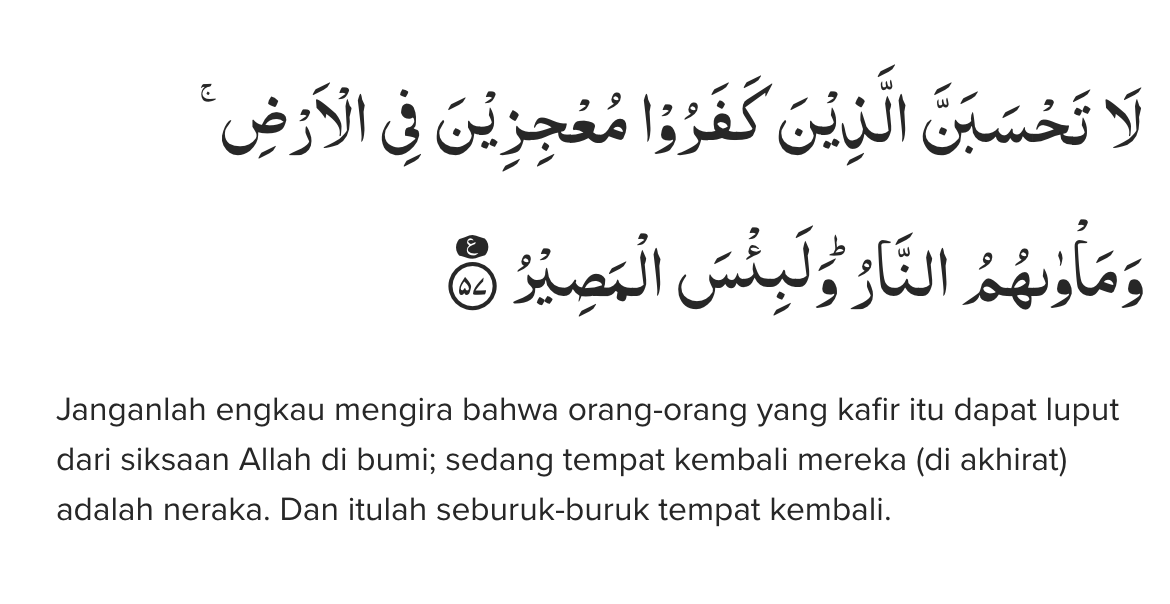 لَا تَحْسَبَنَّ الَّذِيْنَ كَفَرُوْا مُعْجِزِيْنَ فِى الْاَرْضِۚ
وَمَأْوٰىهُمُ النَّارُۗ وَلَبِئْسَ الْمَصِيْرُ ࣖ ۝٥٧
Janganlah engkau mengira bahwa orang-orang yang kafir itu dapat luput
dari siksaan Allah di bumi; sedang tempat kembali mereka (di akhirat)
adalah neraka. Dan itulah seburuk-buruk tempat kembali.